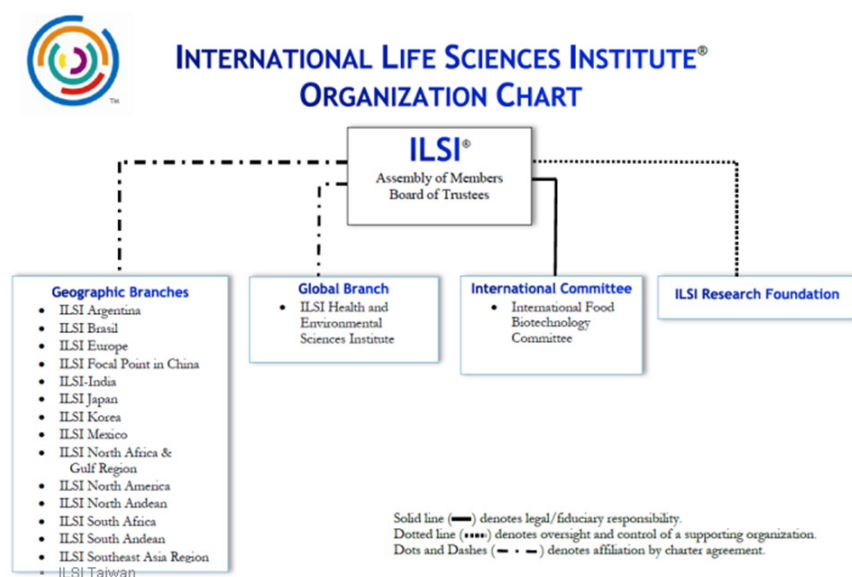 INTERNATIONAL LIFE SCIENCES INSTITUTE®
ORGANIZATION CHART
TM
ILSI®
Assembly of Members
Board of Trustees
Geographic Branches
• ILSI Argentina
• ILSI Brasil
• ILSI Europe
• ILSI Focal Point in China
• ILSI-India
• ILSI Japan
• ILSI Korea
• ILSI Mexico
• ILSI North Africa &
Gulf Region
• ILSI North America
• ILSI North Andean
• ILSI South Africa
• ILSI South Andean
• ILSI Southeast Asia Region
• ILSI Taiwan
Global Branch
• ILSI Health and
Environmental
Sciences Institute
International Committee
• International Food
Biotechnology
Committee
ILSI Research Foundation
Solid line (━━) denotes legal/fiduciary responsibility.
Dotted line (▪▪▪▪) denotes oversight and control of a supporting organization.
Dots and Dashes (━ ▪ ━ ▪) denotes affiliation by charter agreement.